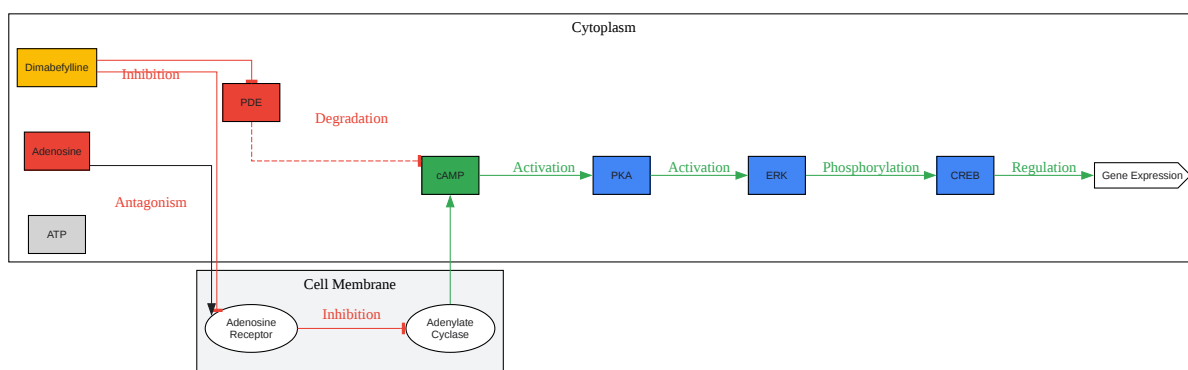 Cytoplasm
Dimabefylline
Inhibition
PDE
Degradation
Adenosine
cAMP
Activation
PKA
Activation
ERK
Phosphorylation
CREB
Regulation
Gene Expression
Antagonism
ATP
Cell Membrane
Adenosine
Receptor
Inhibition
Adenylate
Cyclase